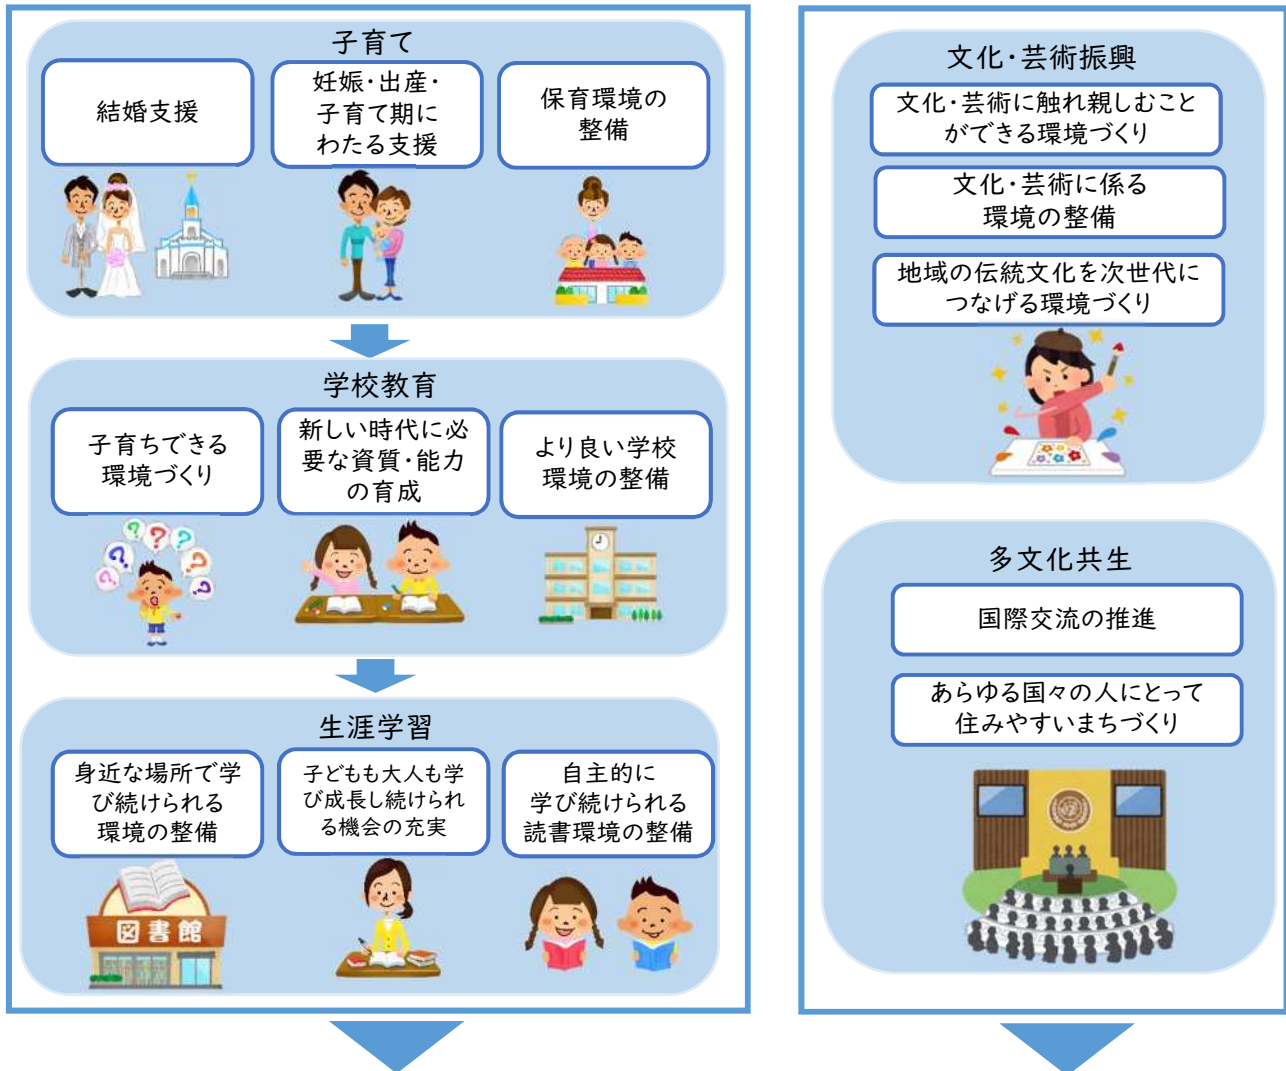 子育て
結婚支援
妊娠・出産・
子育て期に
わたる支援
保育環境の
整備
学校教育
子育ちできる
環境づくり
新しい時代に必
要な資質・能力
の育成
より良い学校
環境の整備
生涯学習
身近な場所で学
び続けられる
環境の整備
子どもも大人も学
び成長し続けられ
る機会の充実
自主的に
学び続けられる
読書環境の整備
図書館
文化・芸術振興
文化・芸術に触れ親しむこと
ができる環境づくり
文化・芸術に係る
環境の整備
地域の伝統文化を次世代に
つなげる環境づくり
多文化共生
国際交流の推進
あらゆる国々の人にとって
住みやすいまちづくり